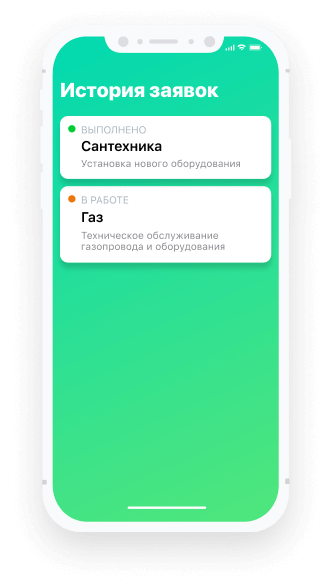 История заявок
ВЫПОЛНЕНО
Сантехника
Установка нового оборудования
В РАБОТЕ
Газ
Техническое обслуживание
газопровода и оборудования